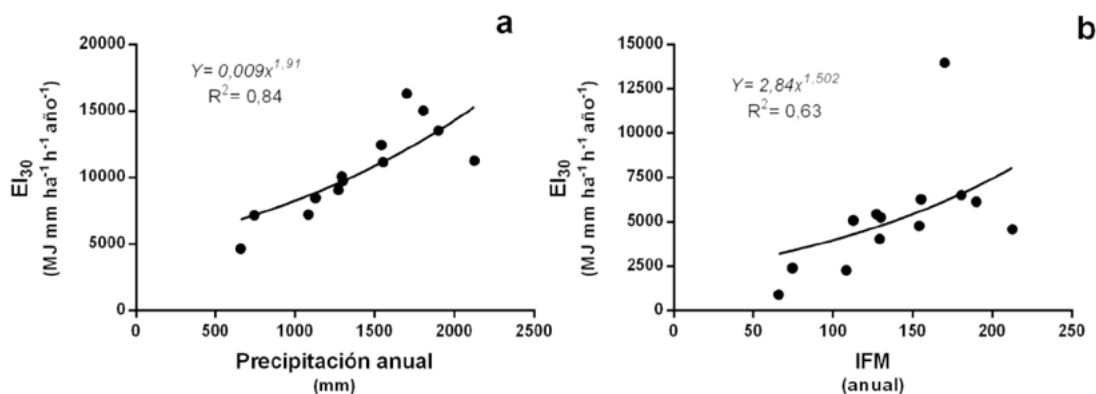 a
20000
15000
10000
5000
0
EI₃₀
(MJ mm ha⁻¹ h⁻¹ año⁻¹)
Y= 0,009x¹,⁹¹
R²= 0,84
0 500 1000 1500 2000 2500
Precipitación anual
(mm)
b
15000
12500
10000
7500
5000
2500
0
EI₃₀
(MJ mm ha⁻¹ h⁻¹ año⁻¹)
Y= 2,84x¹,⁵⁰²
R²= 0,63
0 50 100 150 200 250
IFM
(anual)